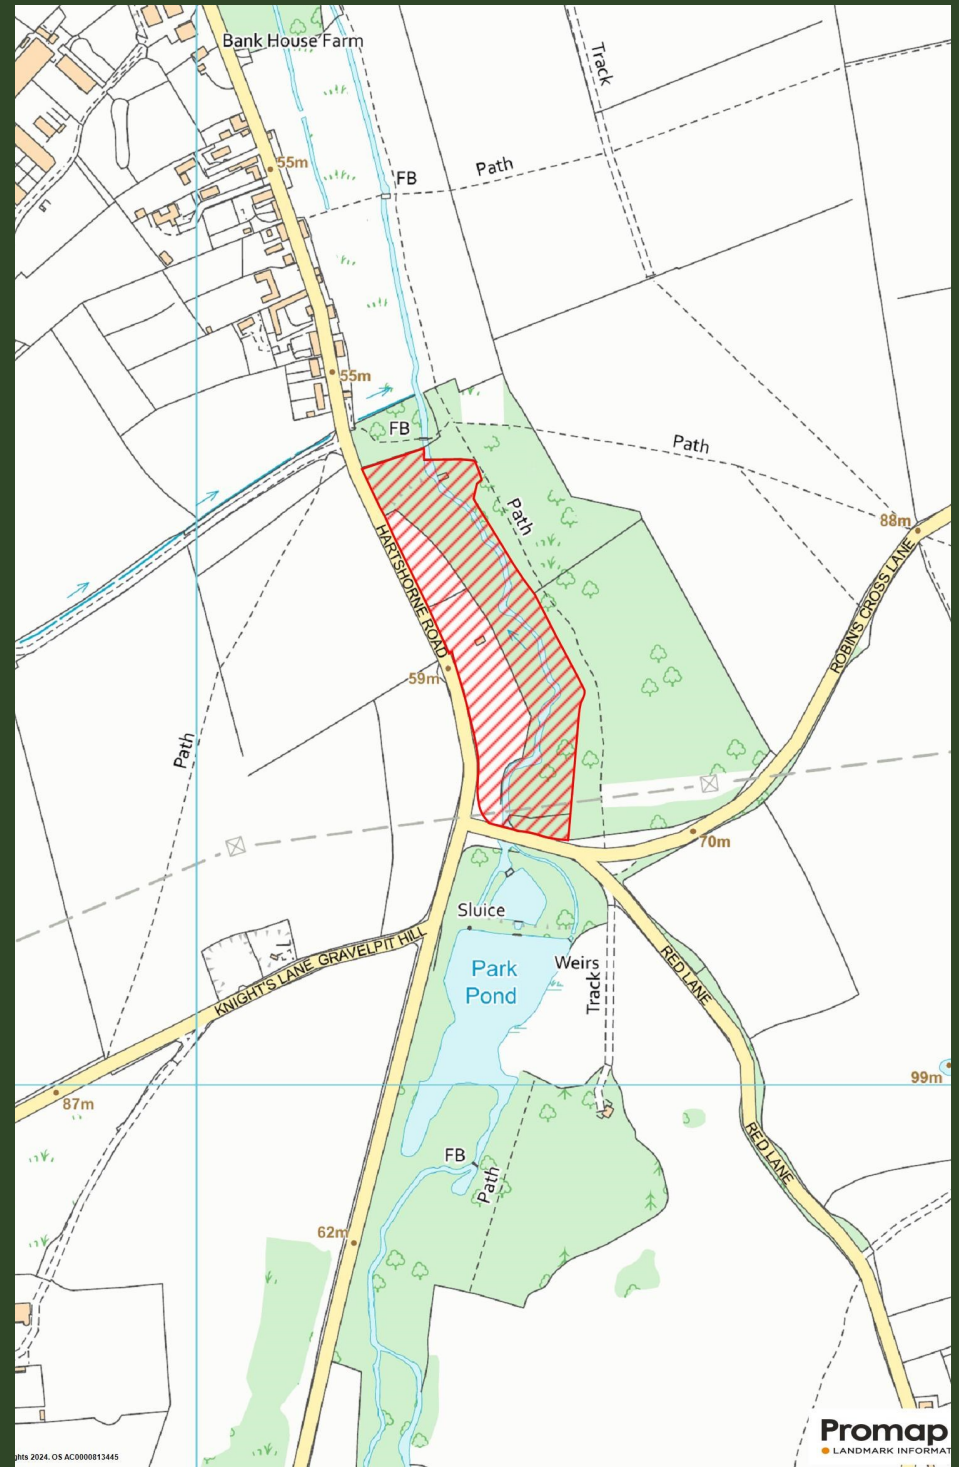 Bank House Farm
Track
55m
Path
FB
55m
FB
Path
Path
88m
HARTSHORNE ROAD
ROBIN'S CROSS LANE
59m
Path
70m
Sluice
KNIGHT'S LANE GRAVELPIT HILL
Weirs
Park
Pond
Track
RED LANE
99m
87m
FB
Path
RED LANE
62m
Promap
LANDMARK INFORMAT
ghts 2024. OS AC0000813445